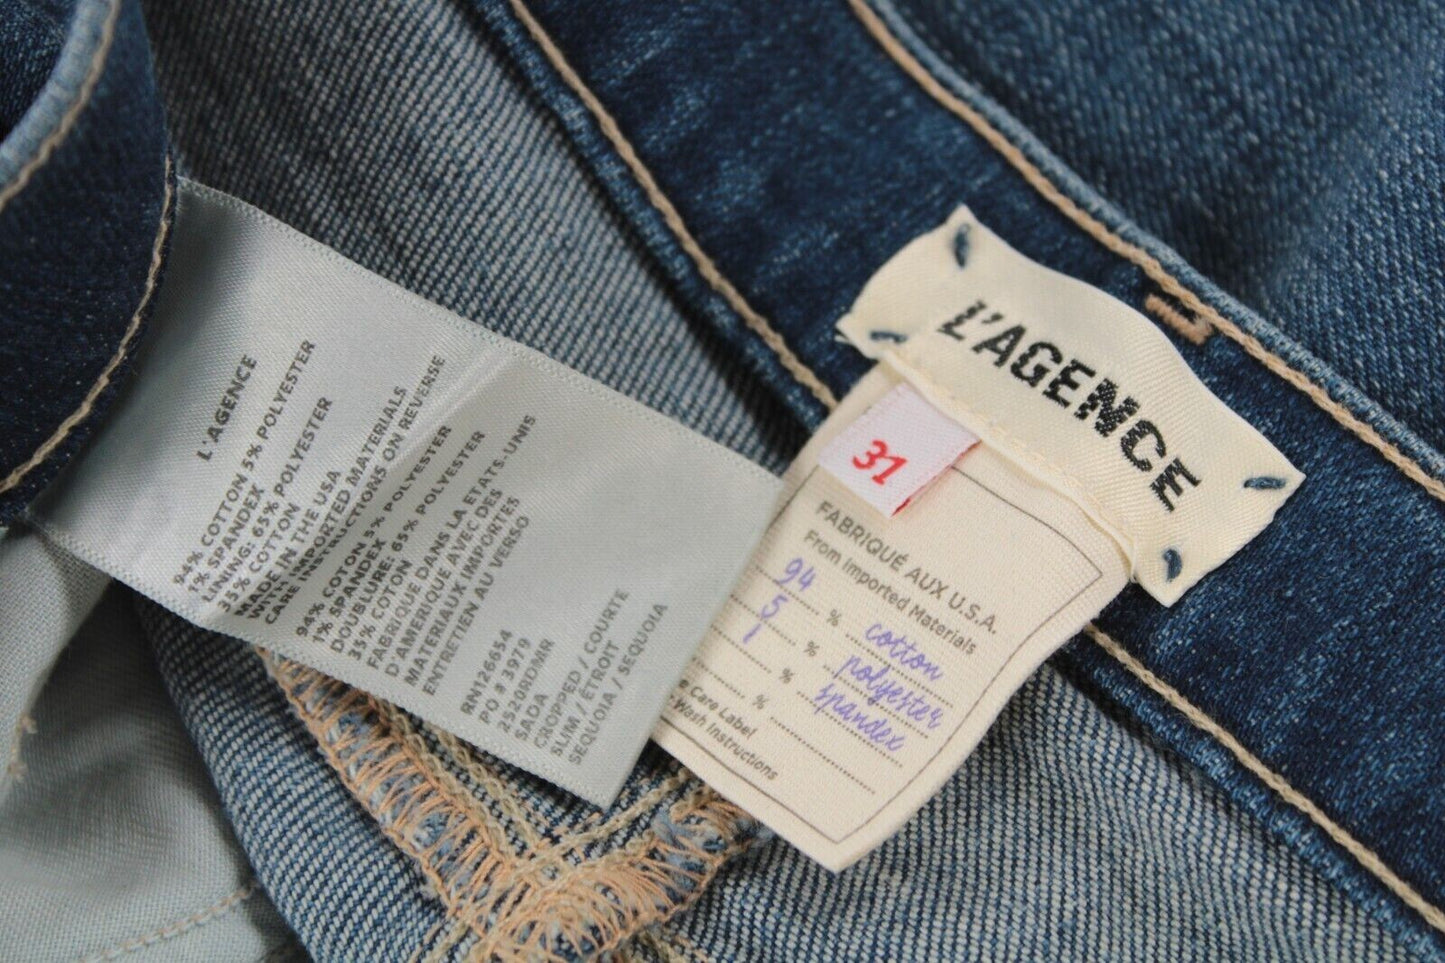 L'AGENCE
94% COTTON 5% POLYESTER
1% SPANDEX
LINING: 65% POLYESTER
35% COTTON
MADE IN THE USA
WITH IMPORTED MATERIALS
CARE INSTRUCTIONS ON REVERSE
94% COTON 5% POLYESTER
1% SPANDEX
DOUBLURE: 65% POLYESTER
35% COTON
FABRIQUE DANS LA ETATS-UNIS
D'AMERIQUE AVEC DES
MATERIAUX IMPORTES
ENTRETIEN AU VERSO
RN126654
PO # 3979
2520RDMR
SADA
CROPPED / COURTE
SLIM / ÉTROIT
SEQUOIA / SEQUOIA
L'AGENCE
31
FABRIQUÉ AUX U.S.A.
From Imported Materials
94 % cotton
5 % polyester
1 % spandex
%
Care Label
Wash Instructions